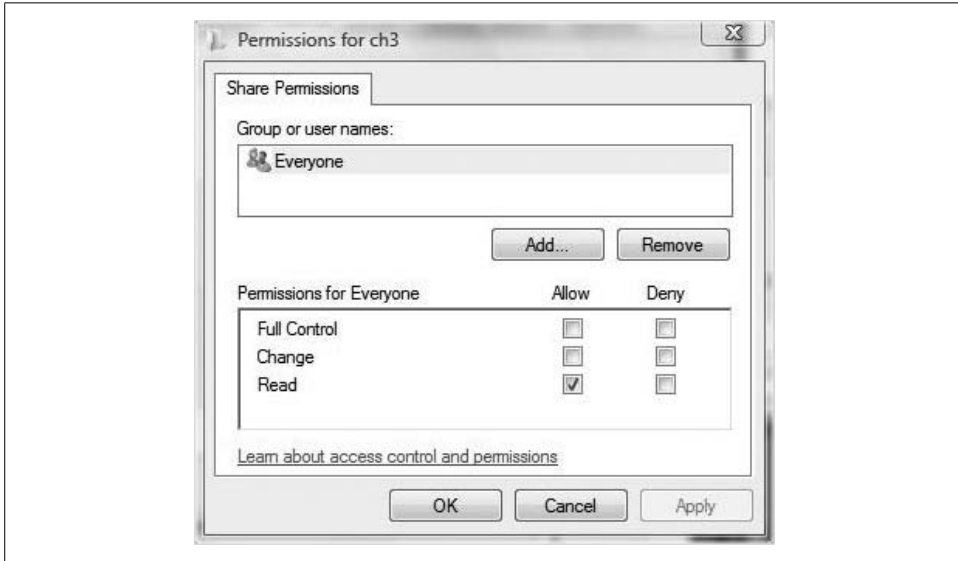 Permissions for ch3
Share Permissions
Group or user names:
Everyone
Add...
Remove
Permissions for Everyone
Allow
Deny
Full Control
Change
Read
Learn about access control and permissions
OK
Cancel
Apply